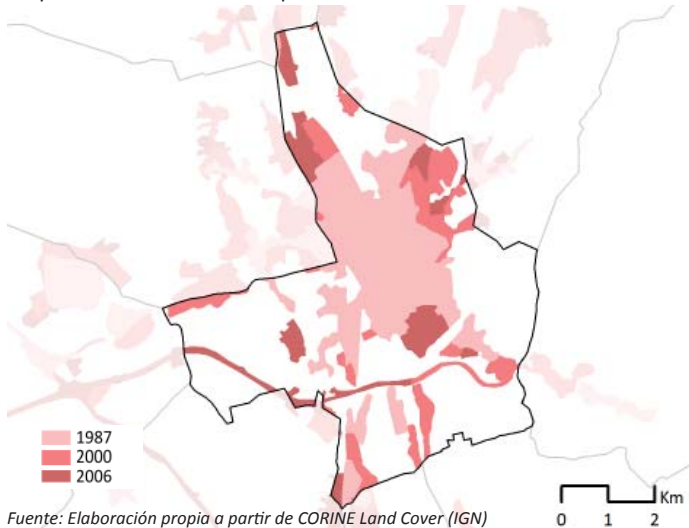 1987
2000
2006
Km
0 1 2
Fuente: Elaboración propia a partir de CORINE Land Cover (IGN)